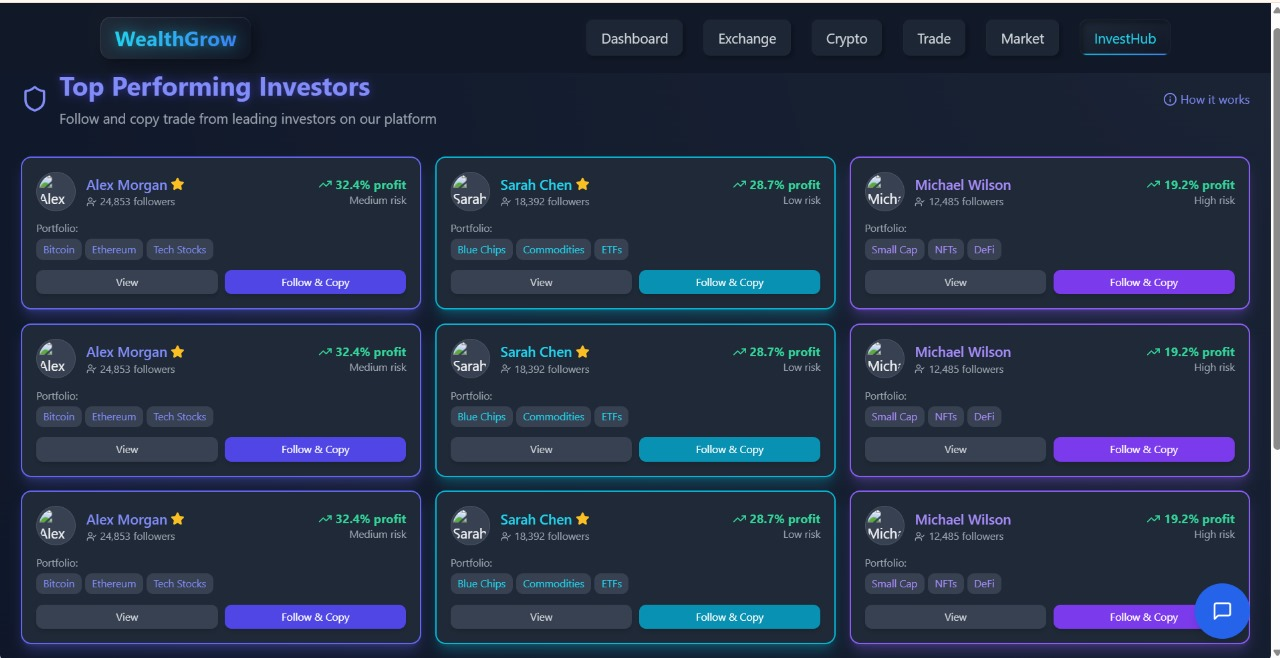 WealthGrow Dashboard Exchange Crypto Trade Market InvestHub
Top Performing Investors
Follow and copy trade from leading investors on our platform
How it works
Alex Morgan 32.4% profit
24,853 followers Medium risk
Portfolio:
Bitcoin Ethereum Tech Stocks
View Follow & Copy
Sarah Chen 28.7% profit
18,392 followers Low risk
Portfolio:
Blue Chips Commodities ETFs
View Follow & Copy
Michael Wilson 19.2% profit
12,485 followers High risk
Portfolio:
Small Cap NFTs DeFi
View Follow & Copy
Alex Morgan 32.4% profit
24,853 followers Medium risk
Portfolio:
Bitcoin Ethereum Tech Stocks
View Follow & Copy
Sarah Chen 28.7% profit
18,392 followers Low risk
Portfolio:
Blue Chips Commodities ETFs
View Follow & Copy
Michael Wilson 19.2% profit
12,485 followers High risk
Portfolio:
Small Cap NFTs DeFi
View Follow & Copy
Alex Morgan 32.4% profit
24,853 followers Medium risk
Portfolio:
Bitcoin Ethereum Tech Stocks
View Follow & Copy
Sarah Chen 28.7% profit
18,392 followers Low risk
Portfolio:
Blue Chips Commodities ETFs
View Follow & Copy
Michael Wilson 19.2% profit
12,485 followers High risk
Portfolio:
Small Cap NFTs DeFi
View Follow & Copy